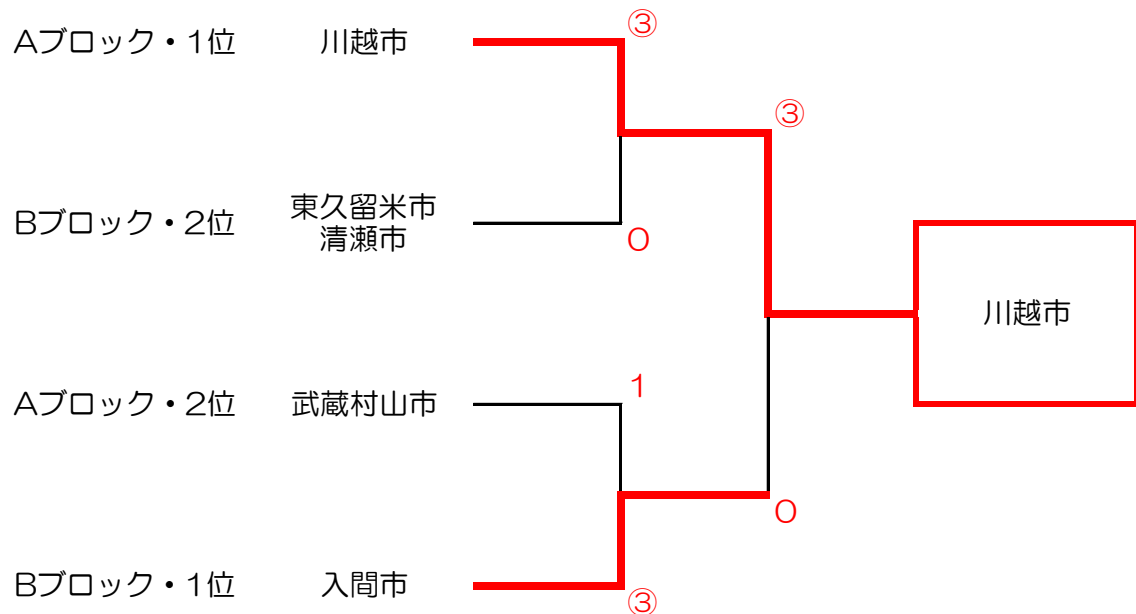 Aブロック・1位 川越市
③
③
Bブロック・2位 東久留米市
清瀬市
0
川越市
1
Aブロック・2位 武蔵村山市
0
Bブロック・1位 入間市
③